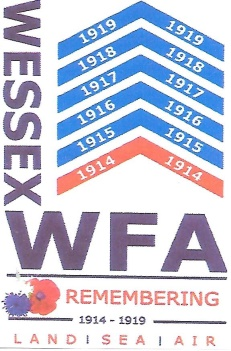 WESSEX
1919 1919
1918 1918
1917 1917
1916 1916
1915 1915
1914 1914
WFA
REMEMBERING
1914 - 1919
LAND|SEA|AIR